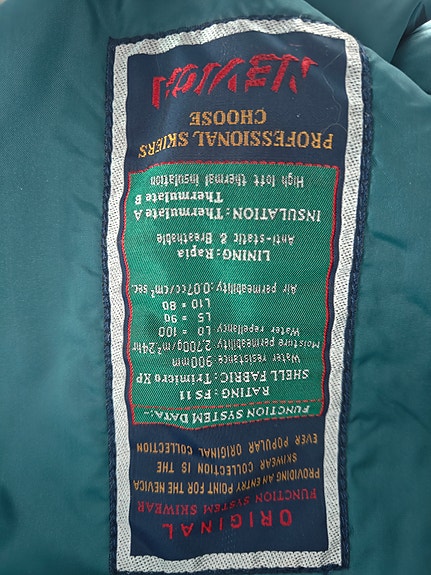 ORIGINAL
FUNCTION SYSTEM SKIWEAR
PROVIDING AN ENTRY POINT FOR THE NEVICA
SKIWEAR COLLECTION IS THE
EVER POPULAR ORIGINAL COLLECTION
FUNCTION SYSTEM DATA:-
RATING: FS11
SHELL FABRIC: Trimicro XP
Water resistance 900mm
Moisture permeability: 2,700g/m² 24hr
Water repellancy L0 = 100
L5 = 90
L10 = 80
Air permeability: 0.07cc/cm² sec
LINING: Rapla
Anti-static & Breathable
INSULATION: Thermulate A
Thermulate B
High loft thermal insulation
PROFESSIONAL SKIERS
CHOOSE
NEVICA